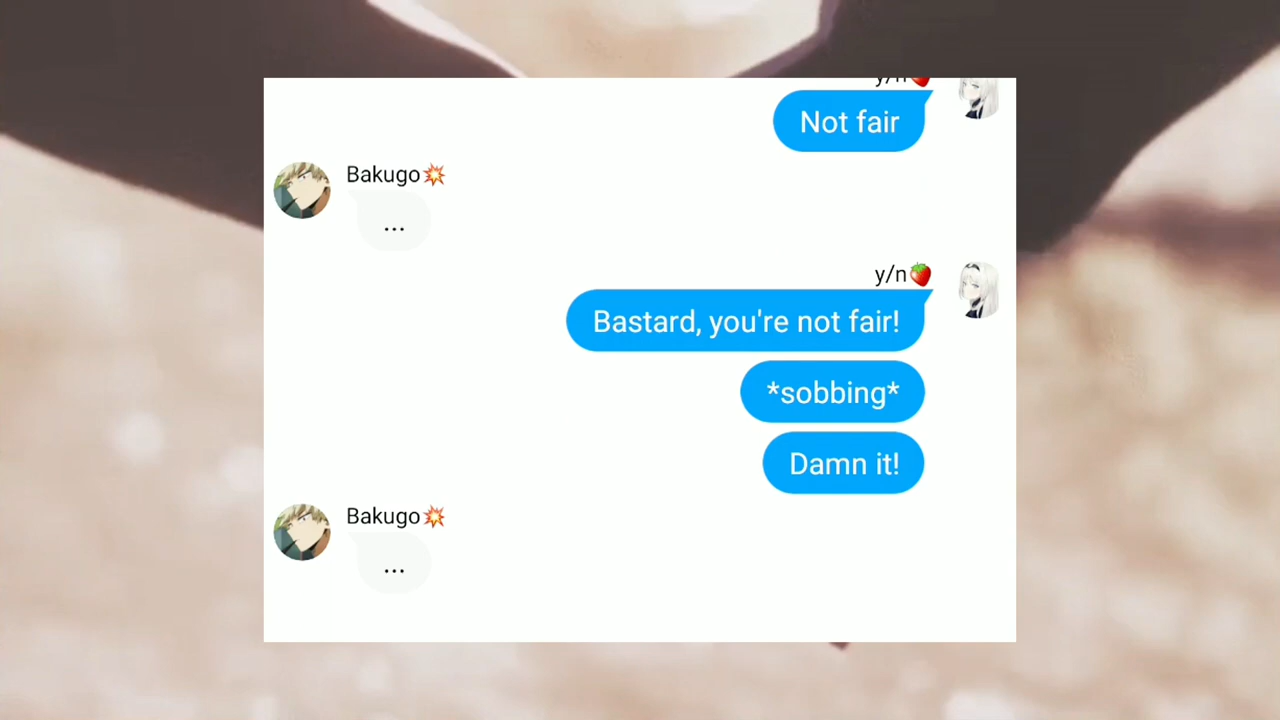 y/n🍓
Not fair
Bakugo💥
...
y/n🍓
Bastard, you're not fair!
*sobbing*
Damn it!
Bakugo💥
...